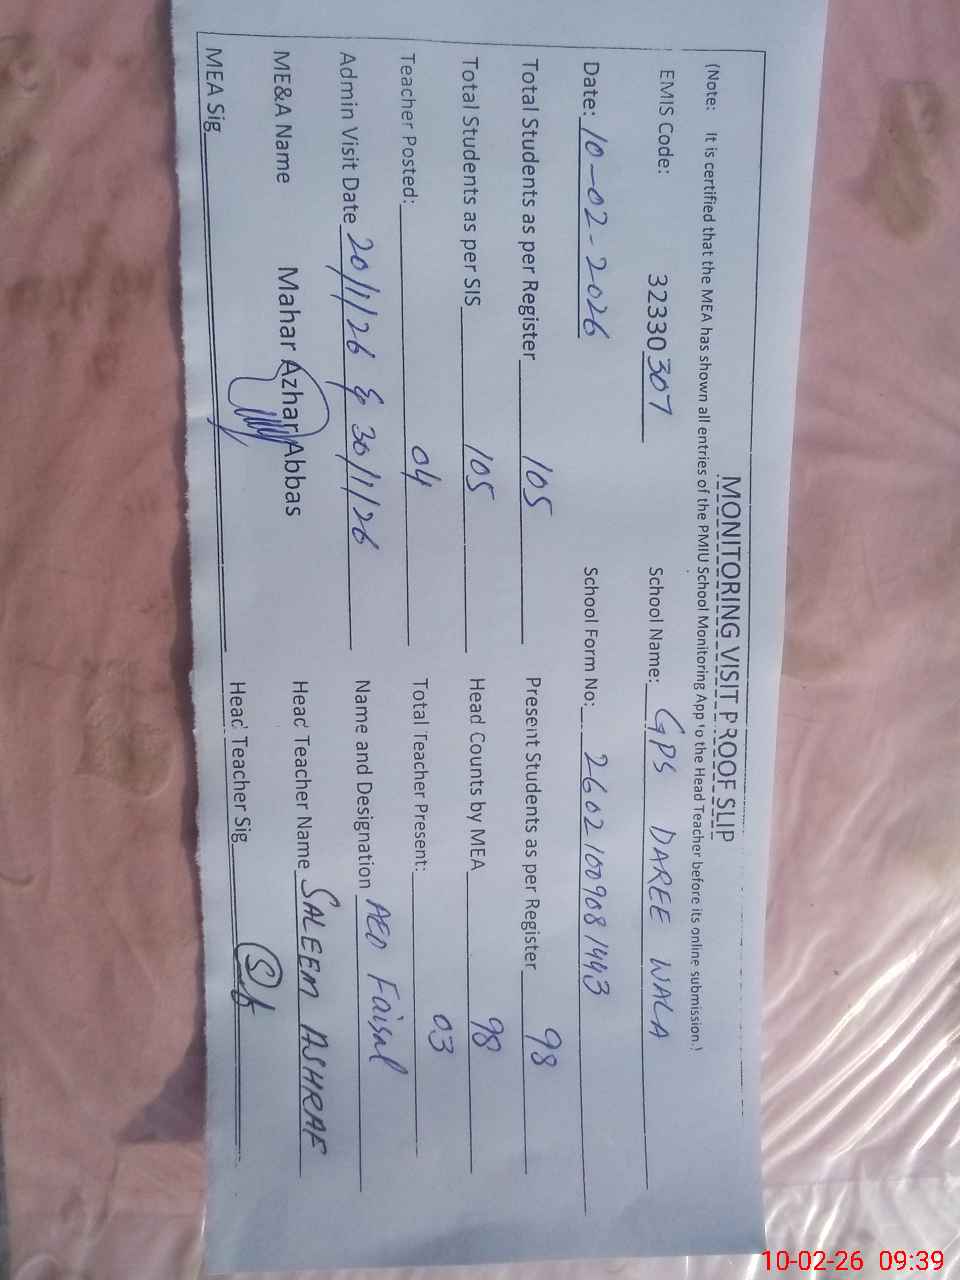 MONITORING VISIT PROOF SLIP
(Note: It is certified that the MEA has shown all entries of the PMIU School Monitoring App to the Head Teacher before its online submission.)
EMIS Code: 32330307 School Name: GPS DAREE WALA
Date: 10-02-2026 School Form No: 26021009081443
Total Students as per Register 105 Present Students as per Register 98
Total Students as per SIS 105 Head Counts by MEA 98
Teacher Posted: 04 Total Teacher Present: 03
Admin Visit Date 20/1/26 & 30/1/26 Name and Designation AEO Faisal
ME&A Name Mahar Azhar Abbas Head Teacher Name SALEEM ASHRAF
MEA Sig Head Teacher Sig
10-02-26 09:39